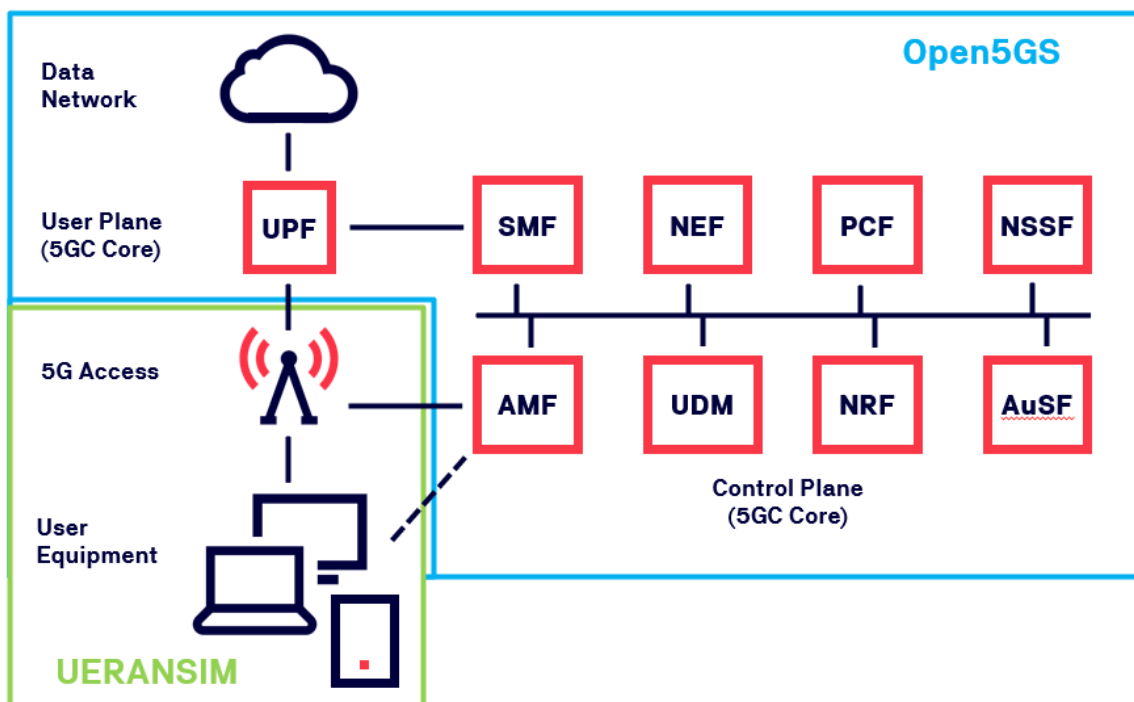 Open5GS
Data
Network
User Plane
(5GC Core)
UPF
SMF
NEF
PCF
NSSF
5G Access
AMF
UDM
NRF
AuSF
Control Plane
(5GC Core)
User
Equipment
UERANSIM